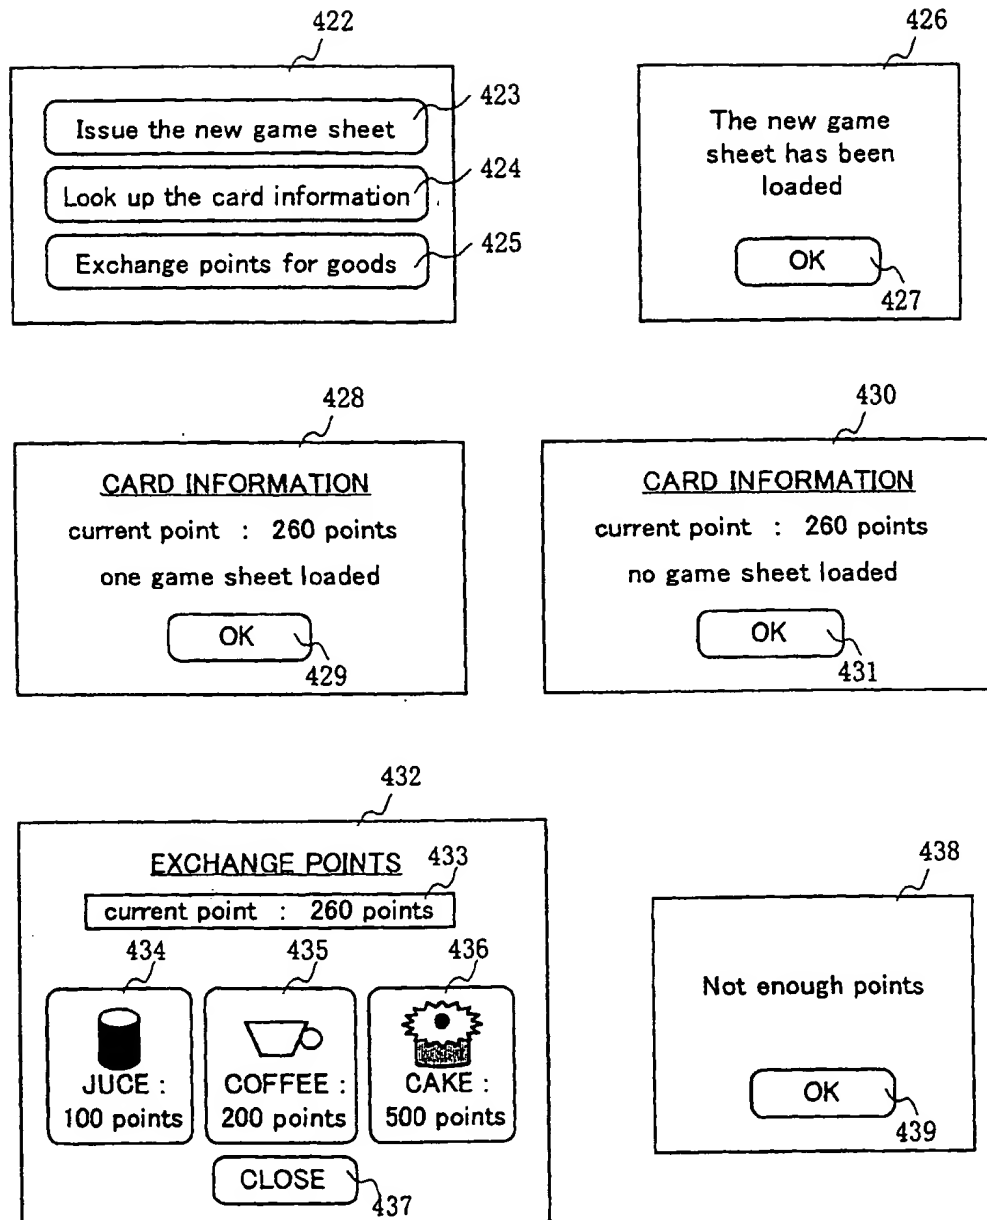 422
426
Issue the new game sheet
423
Look up the card information
424
Exchange points for goods
425
The new game
sheet has been
loaded
OK
427
428
430
CARD INFORMATION
current point : 260 points
one game sheet loaded
OK
429
CARD INFORMATION
current point : 260 points
no game sheet loaded
OK
431
432
EXCHANGE POINTS
433
current point : 260 points
434
435
436
JUCE :
100 points
COFFEE :
200 points
CAKE :
500 points
CLOSE
437
438
Not enough points
OK
439